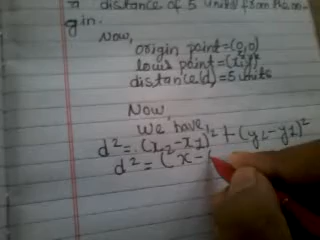 a distance of 5 units from the ori-
gin.
Now,
origin point = (0,0)
locus point = (x,y)
distance(d) = 5 units
Now
We have,
d² = (x₂-x₁)² + (y₂-y₁)²
d² = (x-